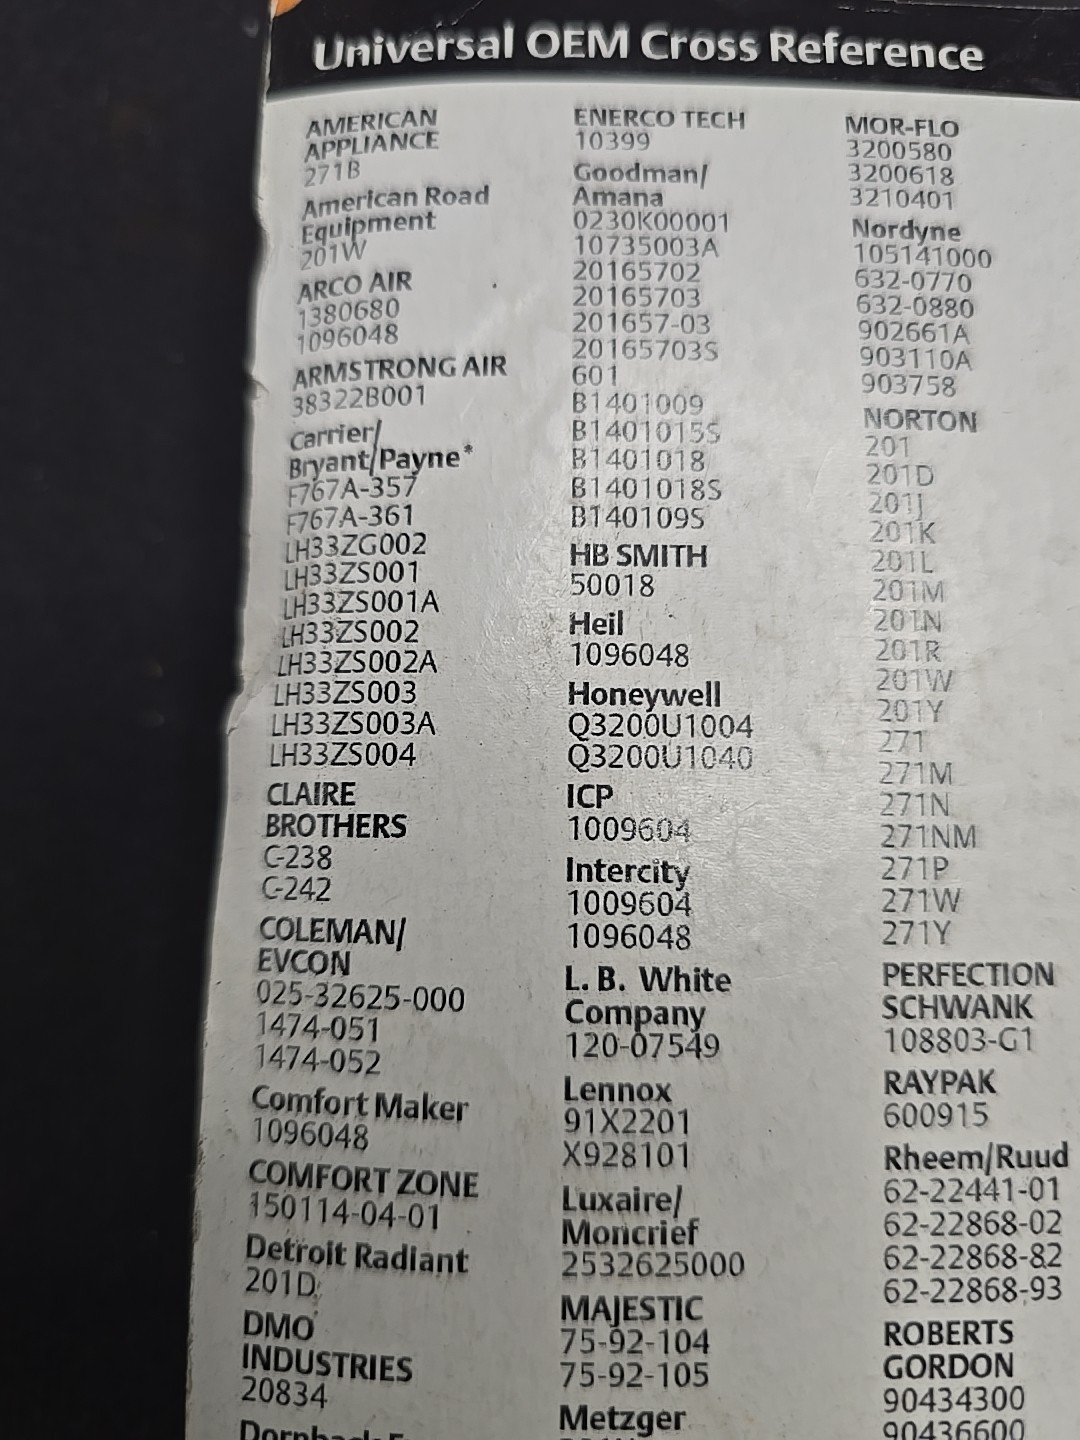 Universal OEM Cross Reference
AMERICAN
APPLIANCE
271B
American Road
Equipment
201W
ARCO AIR
1380680
1096048
ARMSTRONG AIR
38322B001
Carrier/
Bryant/Payne*
F767A-357
F767A-361
LH33ZG002
LH33ZS001
LH33ZS001A
LH33ZS002
LH33ZS002A
LH33ZS003
LH33ZS003A
LH33ZS004
CLAIRE
BROTHERS
C-238
C-242
COLEMAN/
EVCON
025-32625-000
1474-051
1474-052
Comfort Maker
1096048
COMFORT ZONE
150114-04-01
Detroit Radiant
201D
DMO
INDUSTRIES
20834
ENERCO TECH
10399
Goodman/
Amana
0230K00001
10735003A
20165702
20165703
201657-03
20165703S
601
B1401009
B1401015S
B1401018
B1401018S
B140109S
HB SMITH
50018
Heil
1096048
Honeywell
Q3200U1004
Q3200U1040
ICP
1009604
Intercity
1009604
1096048
L. B. White
Company
120-07549
Lennox
91X2201
X928101
Luxaire/
Moncrief
2532625000
MAJESTIC
75-92-104
75-92-105
Metzger
MOR-FLO
3200580
3200618
3210401
Nordyne
105141000
632-0770
632-0880
902661A
903110A
903758
NORTON
201
201D
201J
201K
201L
201M
201N
201R
201W
201Y
271
271M
271N
271NM
271P
271W
271Y
PERFECTION
SCHWANK
108803-G1
RAYPAK
600915
Rheem/Ruud
62-22441-01
62-22868-02
62-22868-82
62-22868-93
ROBERTS
GORDON
90434300
90436600